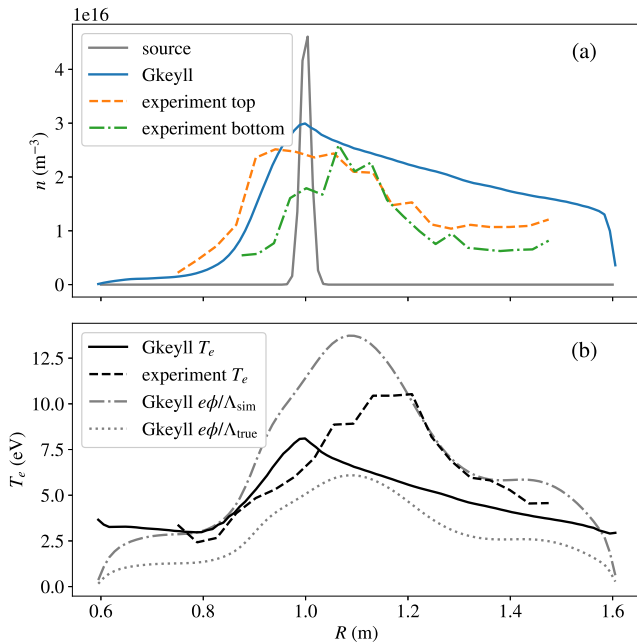 1e16
(a)
source
Gkeyll
experiment top
experiment bottom
n (m⁻³)
4
3
2
1
0
(b)
Gkeyll Tₑ
experiment Tₑ
Gkeyll eϕ/Λsim
Gkeyll eϕ/Λtrue
Tₑ (eV)
12.5
10.0
7.5
5.0
2.5
0.0
0.6 0.8 1.0 1.2 1.4 1.6
R (m)